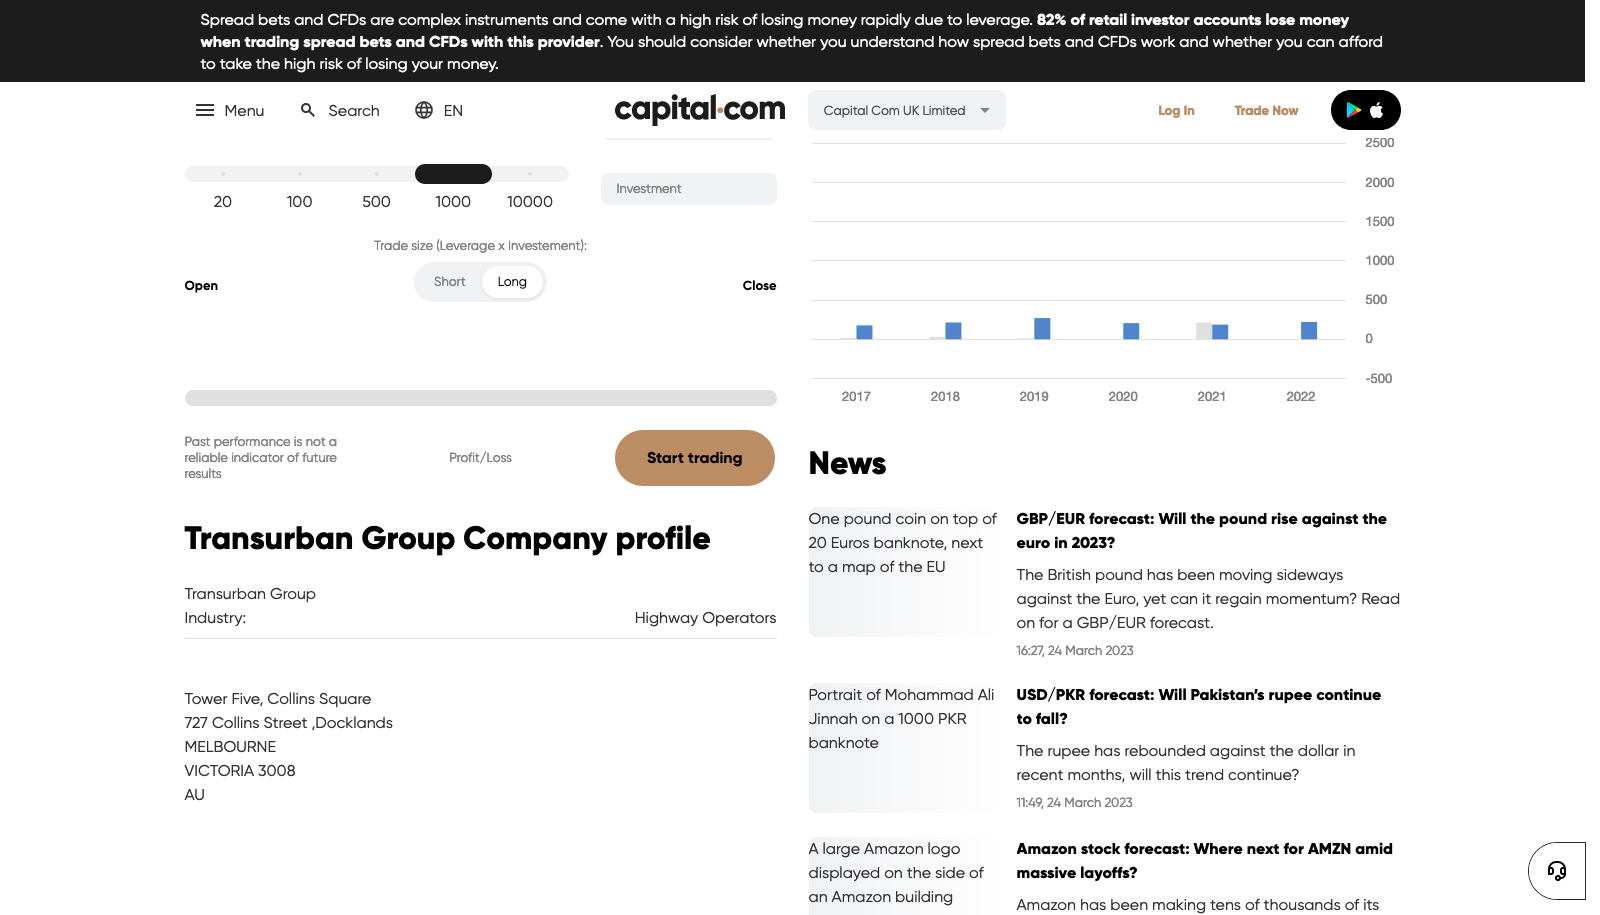 Spread bets and CFDs are complex instruments and come with a high risk of losing money rapidly due to leverage. 82% of retail investor accounts lose money
when trading spread bets and CFDs with this provider. You should consider whether you understand how spread bets and CFDs work and whether you can afford
to take the high risk of losing your money.
Menu
Search
EN
capital.com
Capital Com UK Limited
Log In
Trade Now
20
100
500
1000
10000
Investment
Trade size (Leverage x Investement):
Open
Short
Long
Close
Past performance is not a
reliable indicator of future
results
Profit/Loss
Start trading
Transurban Group Company profile
Transurban Group
Industry:
Highway Operators
Tower Five, Collins Square
727 Collins Street ,Docklands
MELBOURNE
VICTORIA 3008
AU
2500
2000
1500
1000
500
0
-500
2017
2018
2019
2020
2021
2022
News
One pound coin on top of
20 Euros banknote, next
to a map of the EU
GBP/EUR forecast: Will the pound rise against the
euro in 2023?
The British pound has been moving sideways
against the Euro, yet can it regain momentum? Read
on for a GBP/EUR forecast.
16:27, 24 March 2023
Portrait of Mohammad Ali
Jinnah on a 1000 PKR
banknote
USD/PKR forecast: Will Pakistan's rupee continue
to fall?
The rupee has rebounded against the dollar in
recent months, will this trend continue?
11:49, 24 March 2023
A large Amazon logo
displayed on the side of
an Amazon building
Amazon stock forecast: Where next for AMZN amid
massive layoffs?
Amazon has been making tens of thousands of its